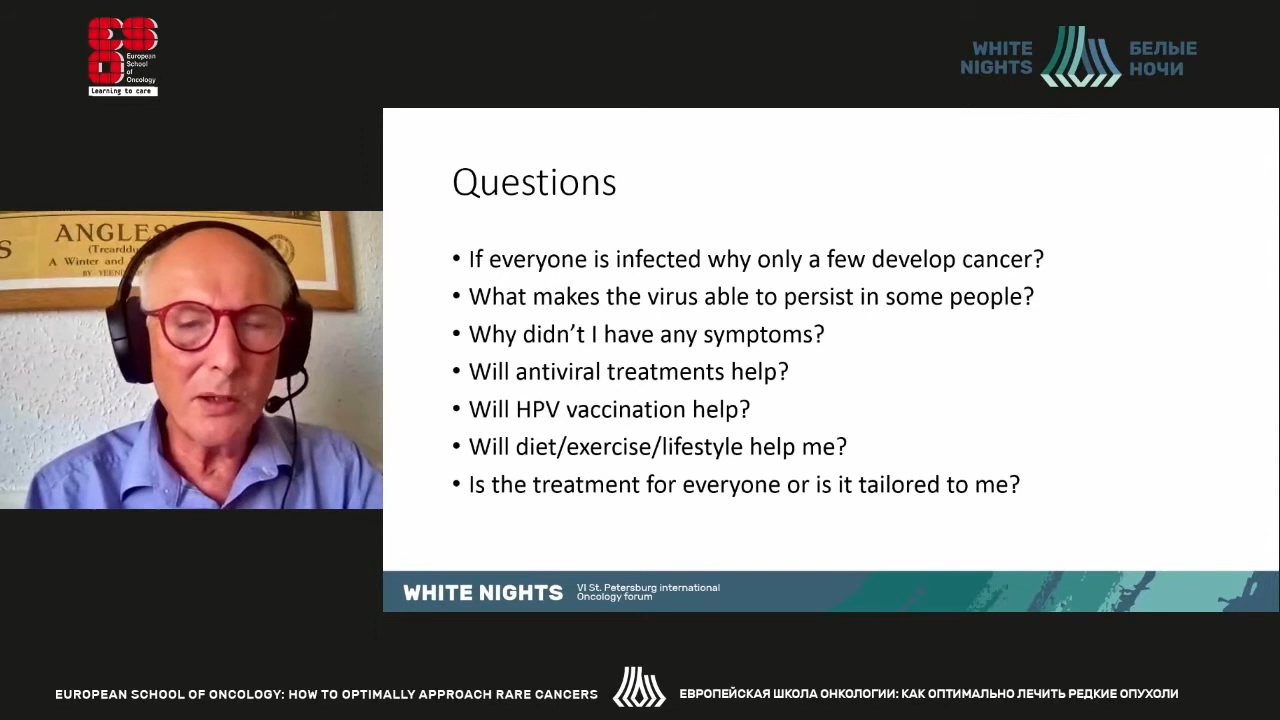 European
School
of
Oncology
Learning to care
WHITE
NIGHTS
БЕЛЫЕ
НОЧИ
S
ANGLES
A Winter and
Questions
• If everyone is infected why only a few develop cancer?
• What makes the virus able to persist in some people?
• Why didn’t I have any symptoms?
• Will antiviral treatments help?
• Will HPV vaccination help?
• Will diet/exercise/lifestyle help me?
• Is the treatment for everyone or is it tailored to me?
WHITE NIGHTS
VI St. Petersburg international
Oncology forum
EUROPEAN SCHOOL OF ONCOLOGY: HOW TO OPTIMALLY APPROACH RARE CANCERS
ЕВРОПЕЙСКАЯ ШКОЛА ОНКОЛОГИИ: КАК ОПТИМАЛЬНО ЛЕЧИТЬ РЕДКИЕ ОПУХОЛИ